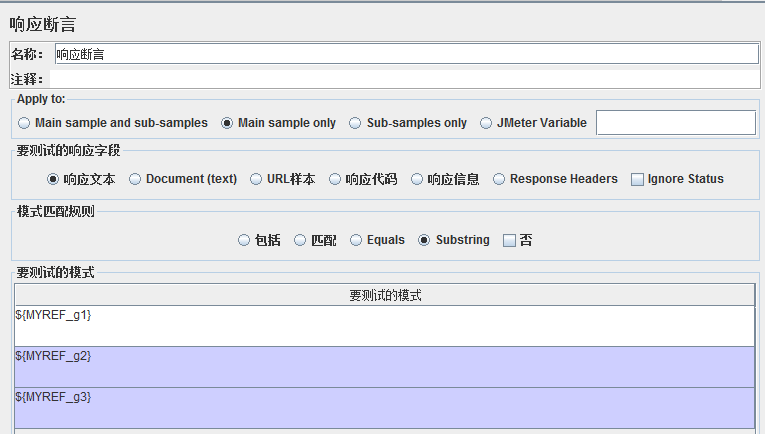 响应断言
名称： 响应断言
注释：
Apply to:
Main sample and sub-samples Main sample only Sub-samples only JMeter Variable
要测试的响应字段
响应文本 Document (text) URL样本 响应代码 响应信息 Response Headers Ignore Status
模式匹配规则
包括 匹配 Equals Substring 否
要测试的模式
要测试的模式
${MYREF_g1}
${MYREF_g2}
${MYREF_g3}